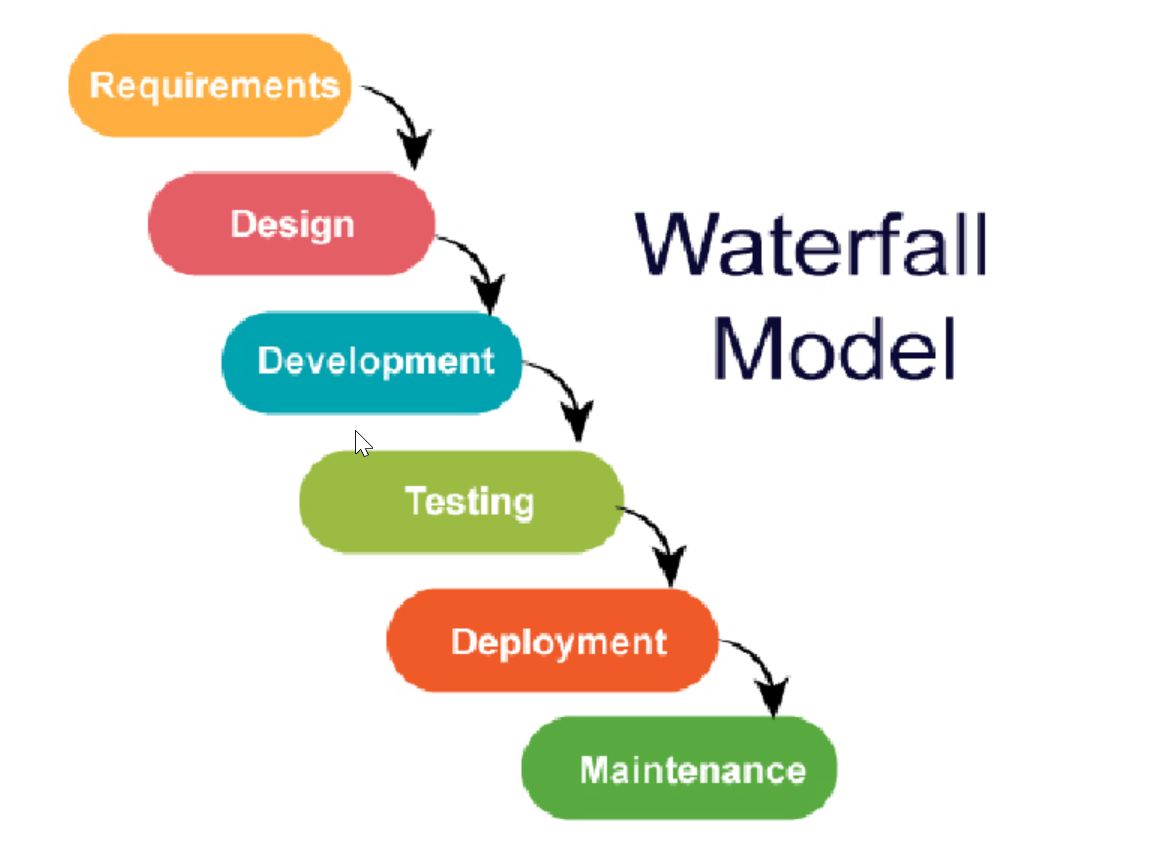 Requirements
Design
Waterfall
Model
Development
Testing
Deployment
Maintenance